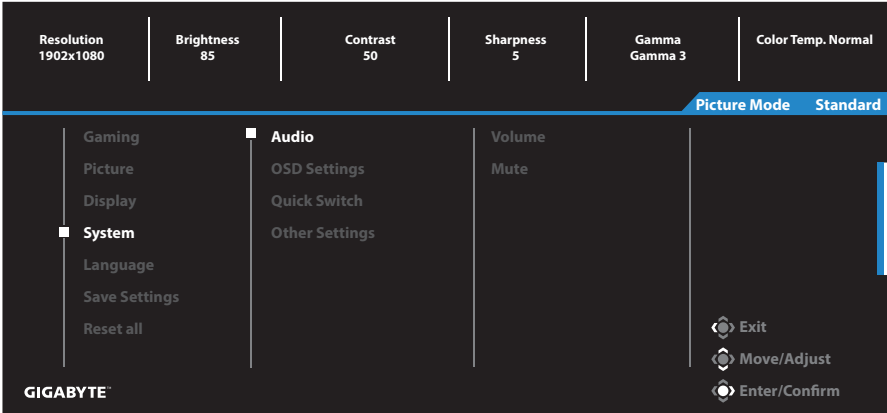 Resolution
1902x1080
Brightness
85
Contrast
50
Sharpness
5
Gamma
Gamma 3
Color Temp. Normal
Picture Mode Standard
Gaming
Picture
Display
System
Language
Save Settings
Reset all
Audio
OSD Settings
Quick Switch
Other Settings
Volume
Mute
Exit
Move/Adjust
Enter/Confirm
GIGABYTE™